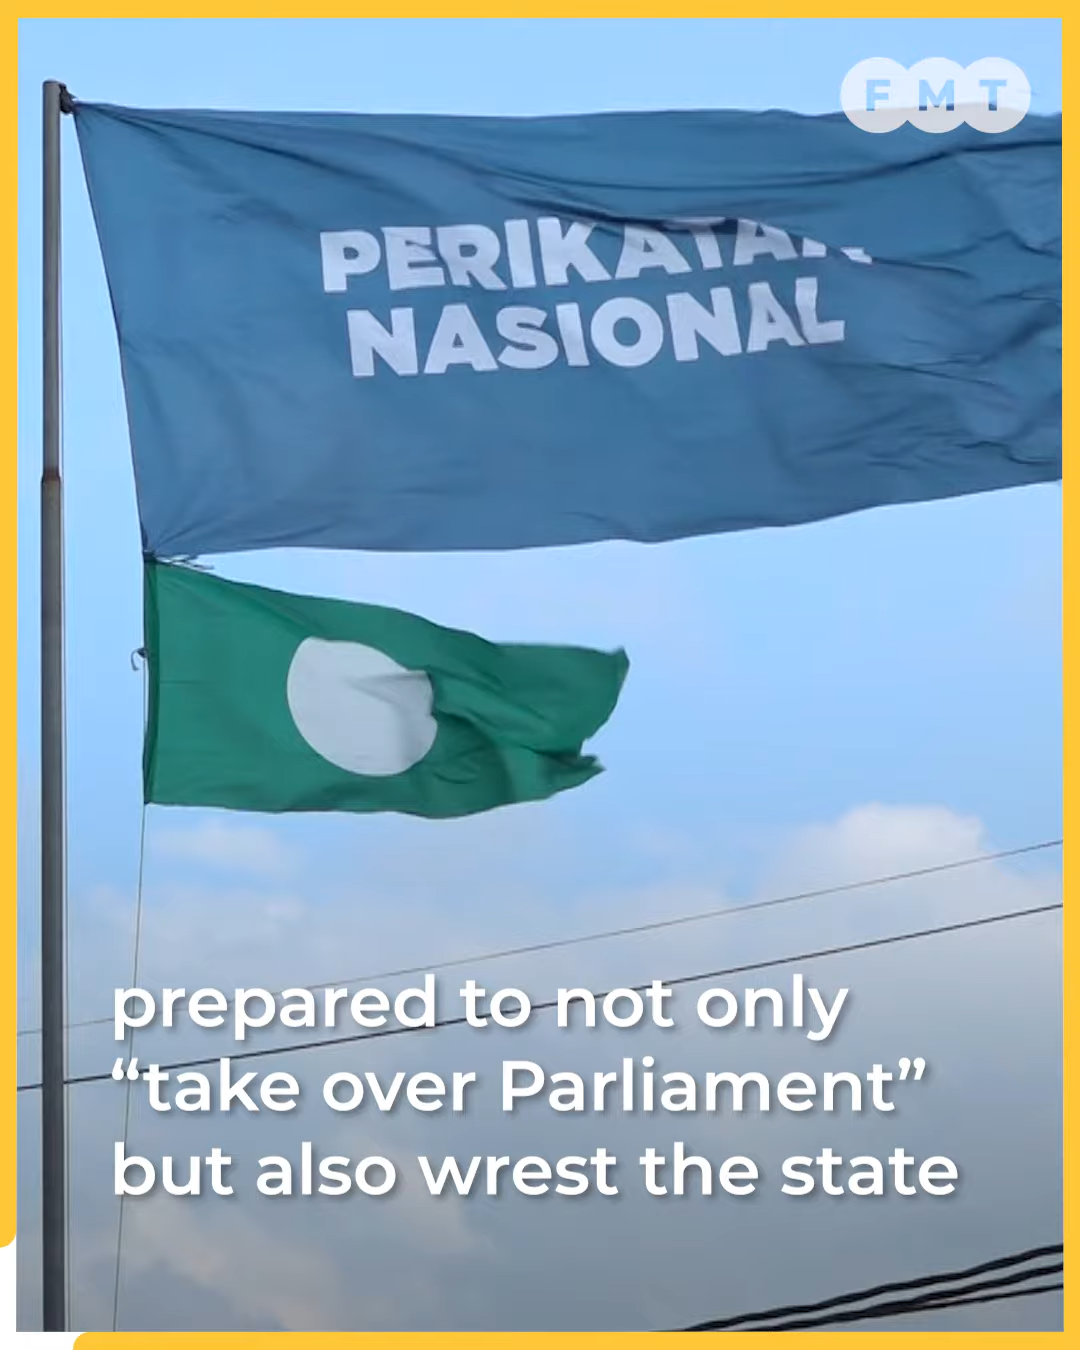 FMT
PERIKATAN
NASIONAL
prepared to not only
“take over Parliament”
but also wrest the state